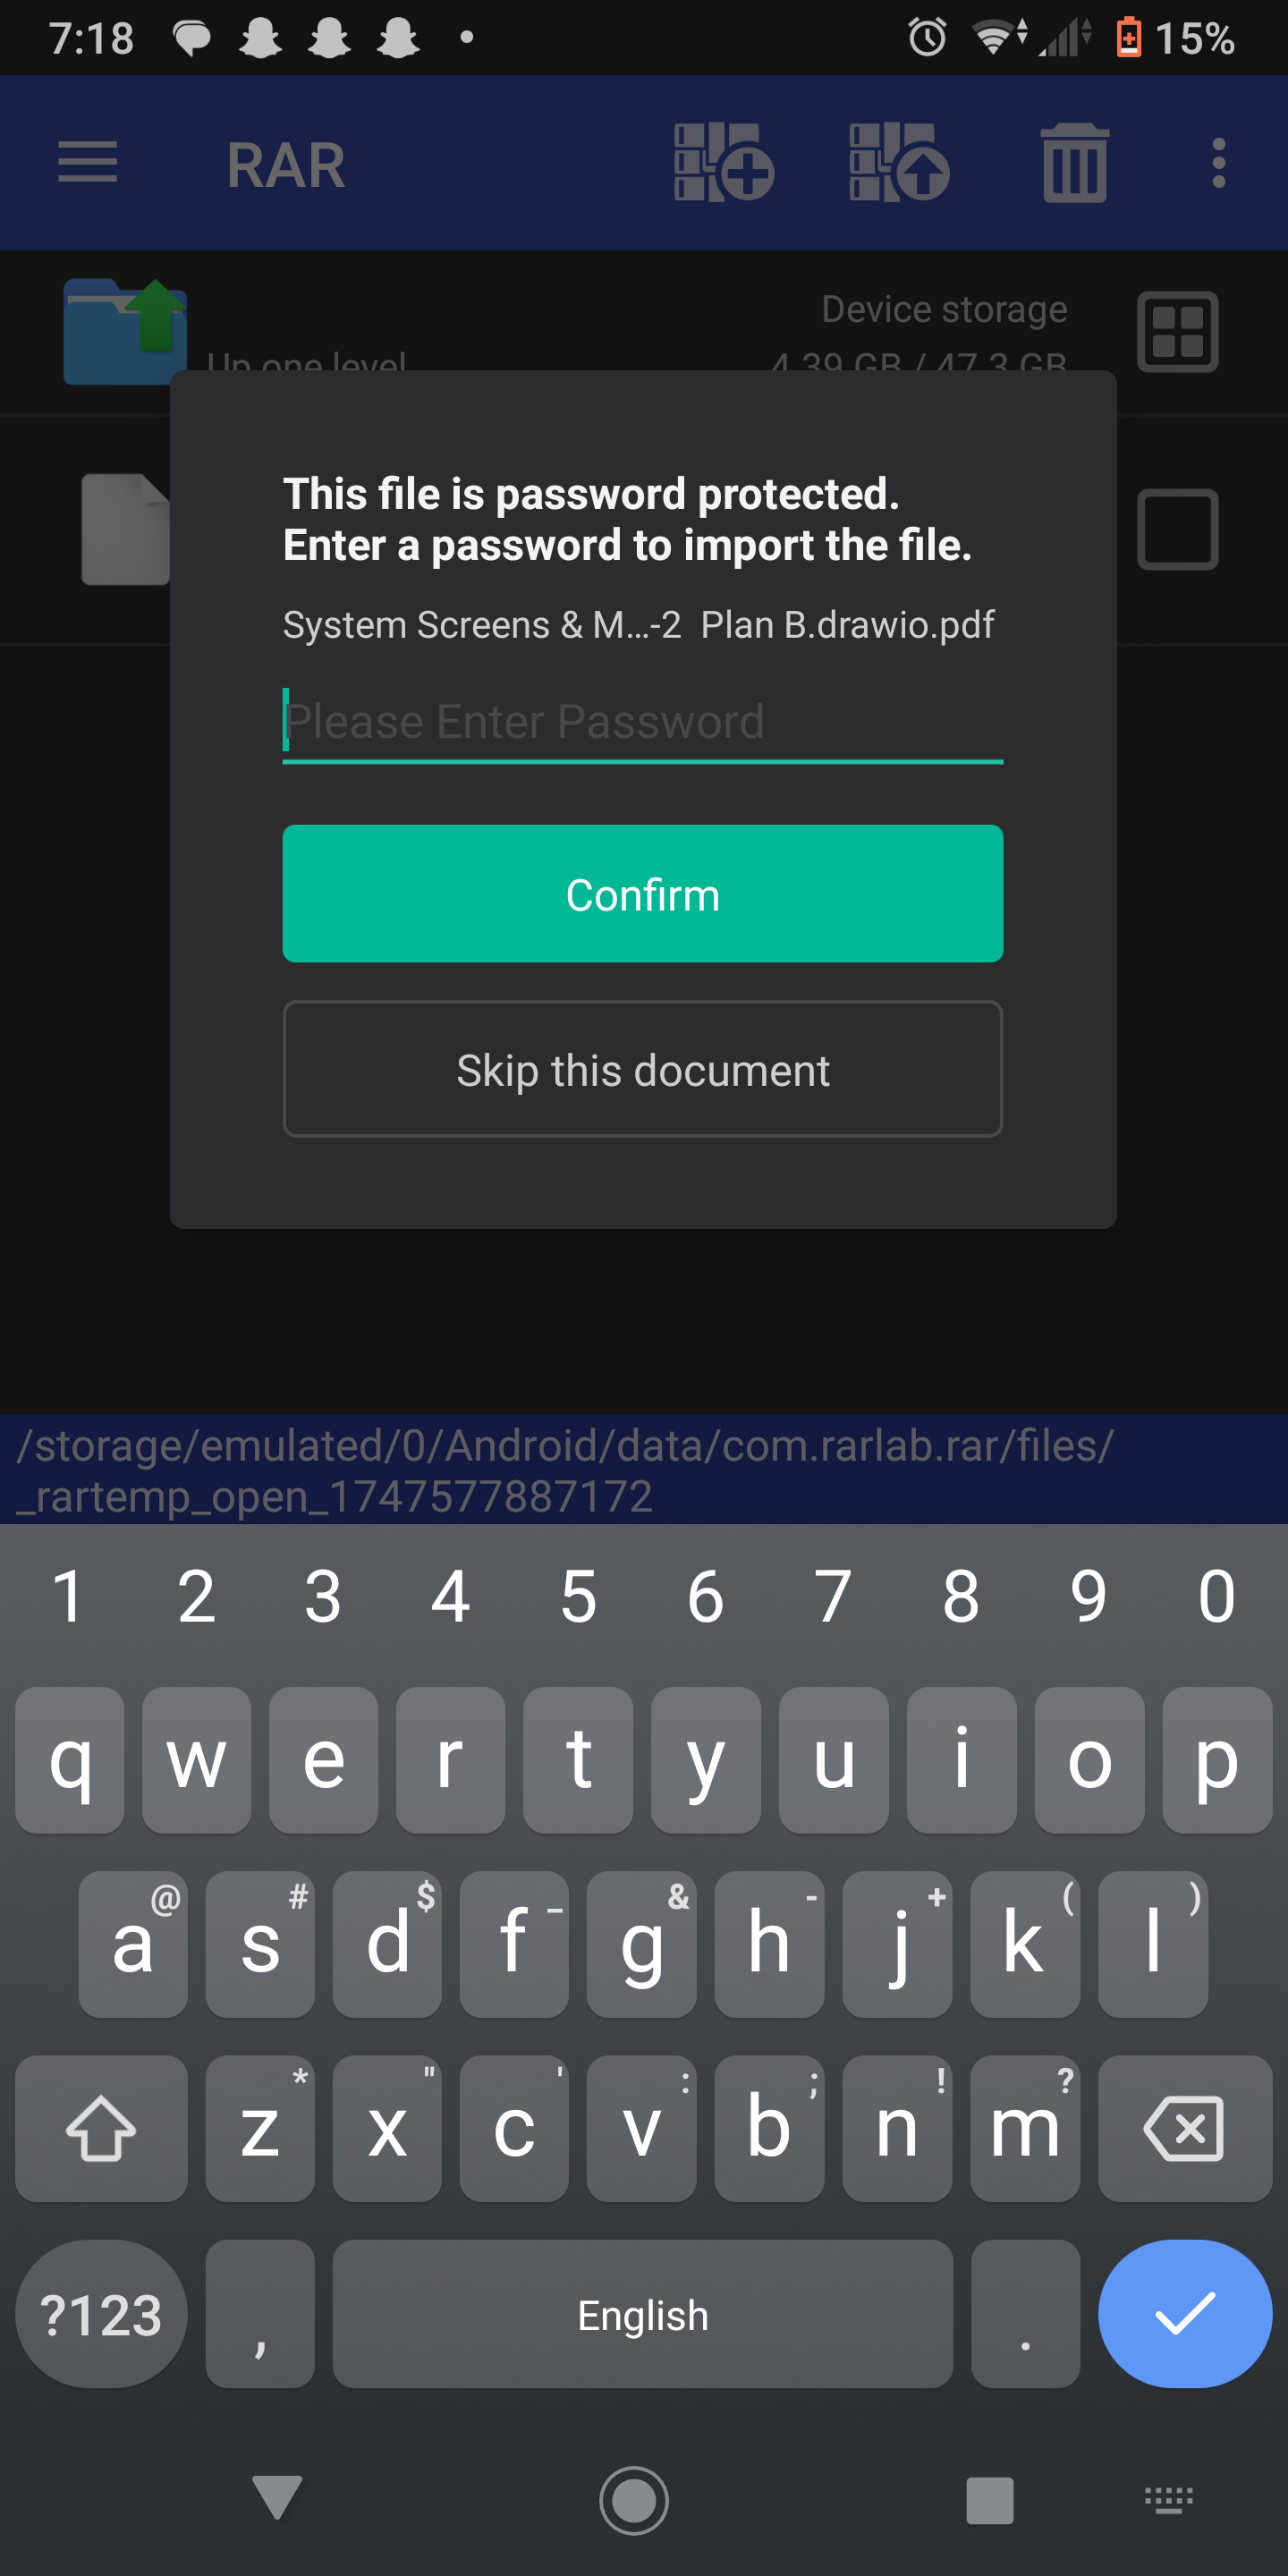 7:18 15%
RAR
Device storage
Up one level 4.39 GB / 47.3 GB
This file is password protected.
Enter a password to import the file.
System Screens & M...-2 Plan B.drawio.pdf
Please Enter Password
Confirm
Skip this document
/storage/emulated/0/Android/data/com.rarlab.rar/files/
_rartemp_open_1747577887172
1 2 3 4 5 6 7 8 9 0
q w e r t y u i o p
@ # $ _ & - + ( )
a s d f g h j k l
* " ' : ; ! ?
z x c v b n m
?123 , English .